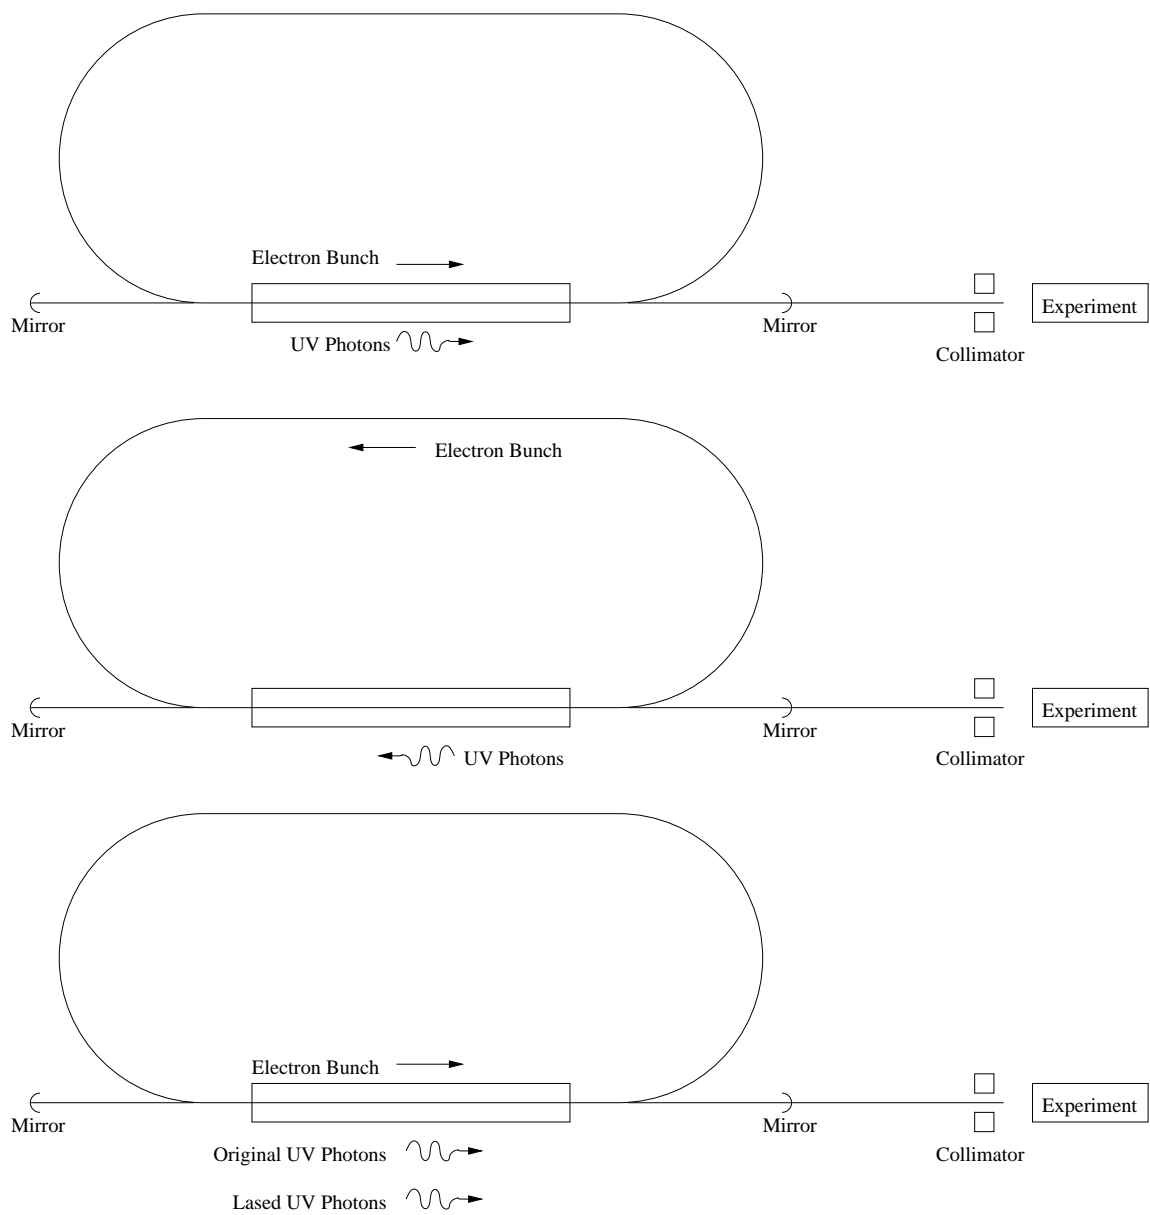 Electron Bunch
Mirror
UV Photons
Mirror
Experiment
Collimator
Electron Bunch
Mirror
UV Photons
Mirror
Experiment
Collimator
Electron Bunch
Mirror
Mirror
Experiment
Collimator
Original UV Photons
Lased UV Photons